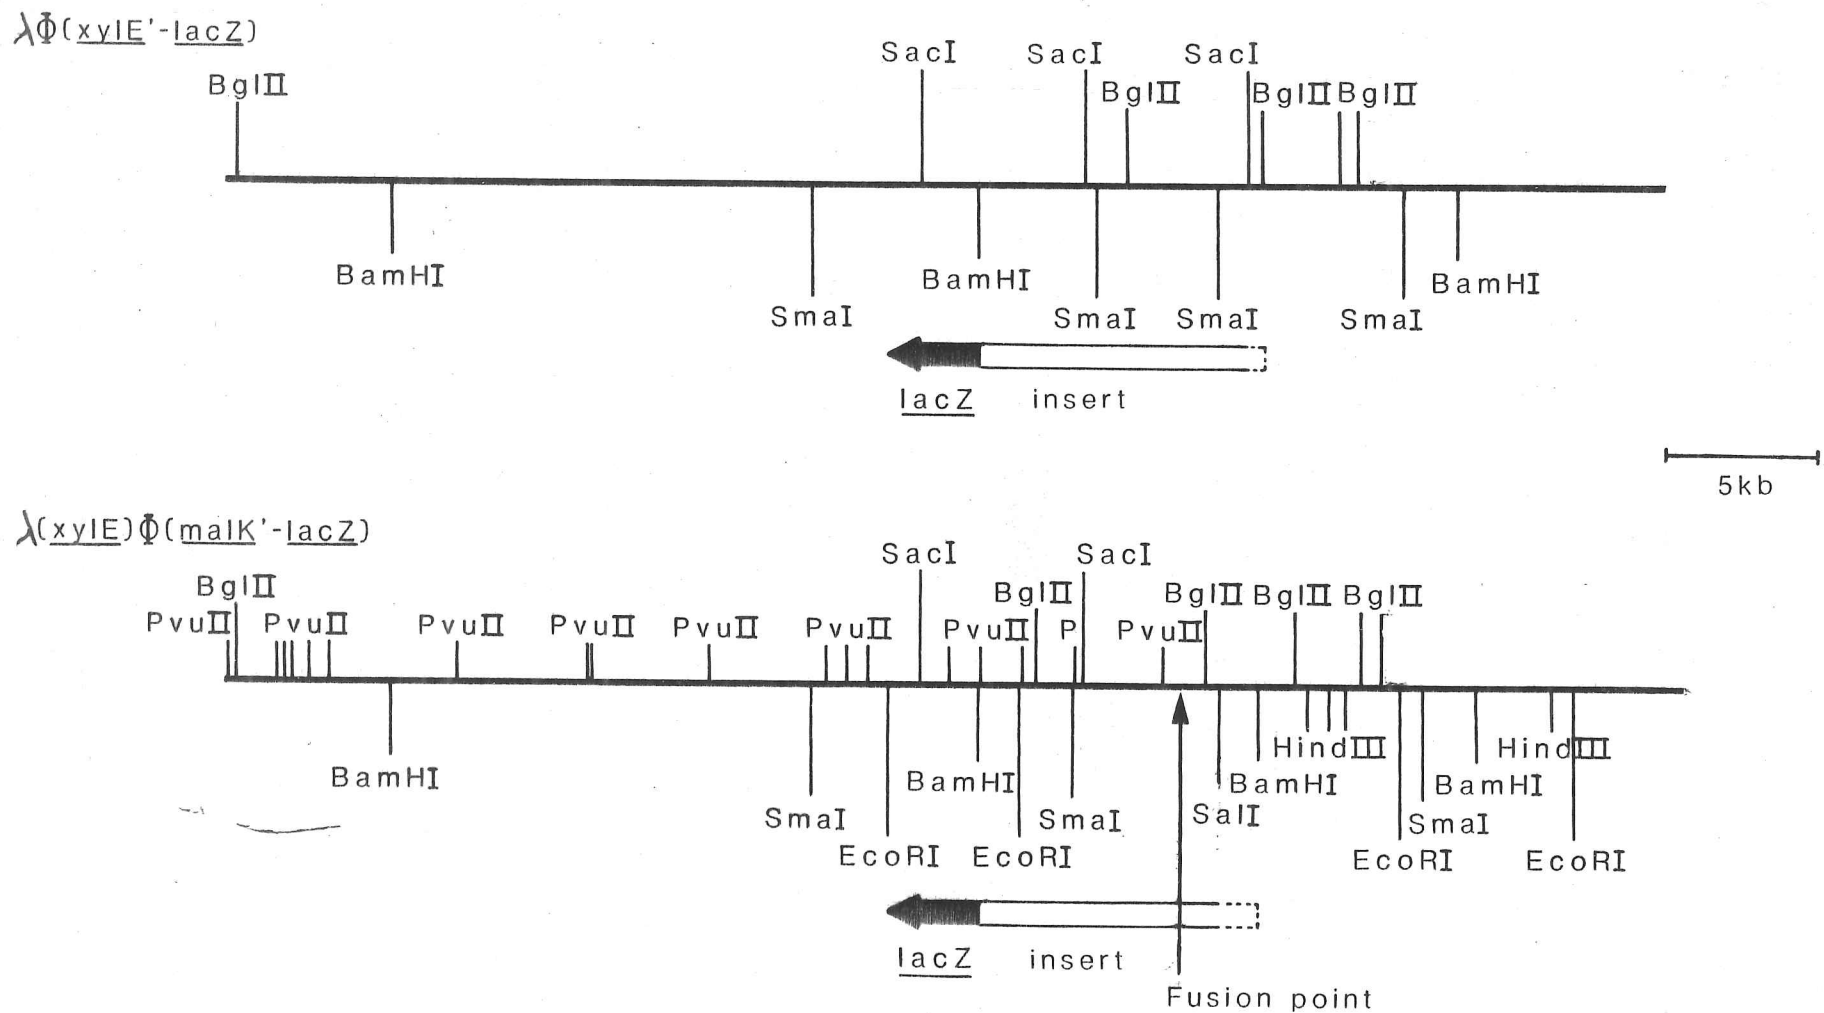 λΦ(xylE'-lacZ)
SacI SacI SacI
BglII BglII BglII BglII
BamHI BamHI BamHI
SmaI SmaI SmaI SmaI
lacZ insert
5kb
λ(xylE)Φ(malK'-lacZ)
SacI SacI
BglII BglII BglII BglII BglII
PvuII PvuII PvuII PvuII PvuII PvuII PvuII P PvuII
HindIII HindIII
BamHI BamHI BamHI BamHI
SmaI SmaI SalI SmaI
EcoRI EcoRI EcoRI EcoRI
lacZ insert
Fusion point